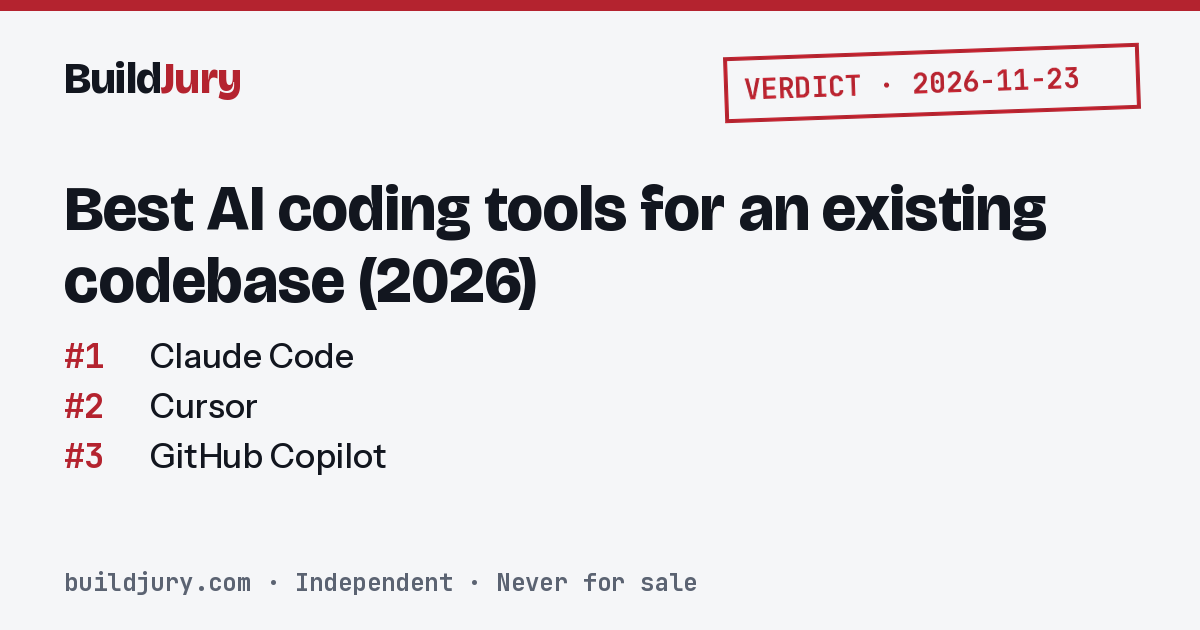 BuildJury
VERDICT · 2026-11-23
Best AI coding tools for an existing
codebase (2026)
#1 Claude Code
#2 Cursor
#3 GitHub Copilot
buildjury.com · Independent · Never for sale